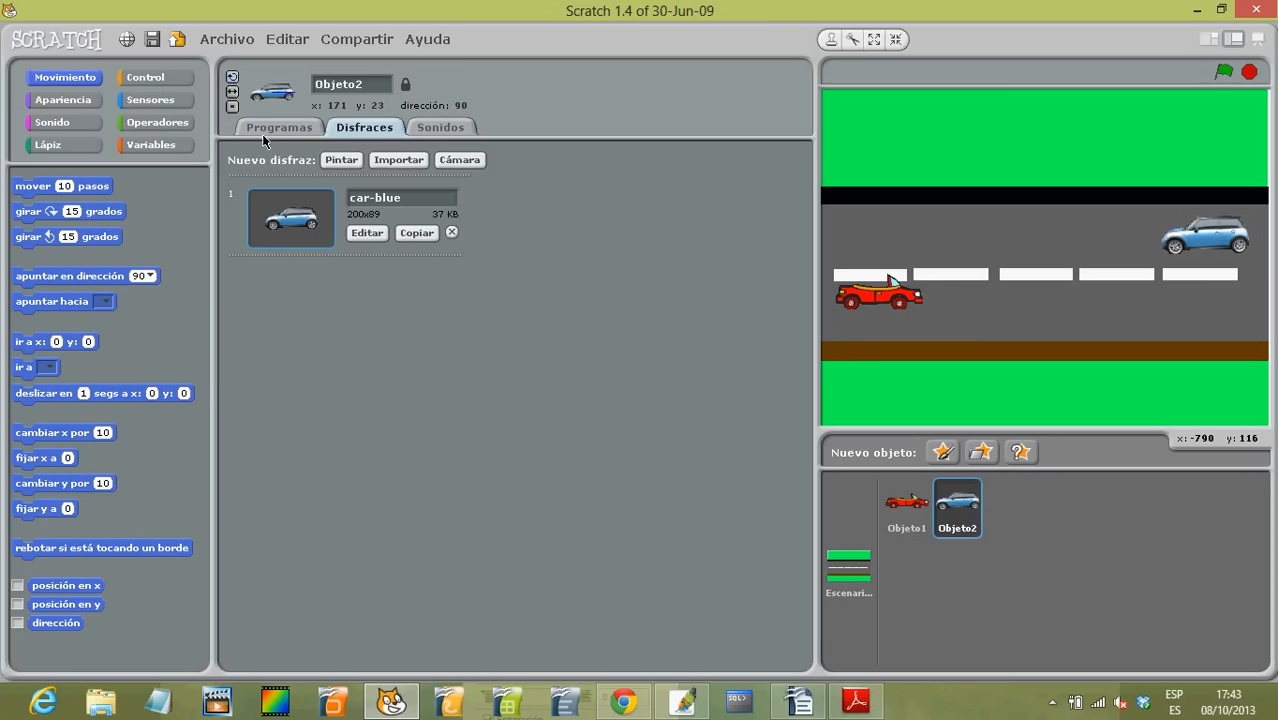 Scratch 1.4 of 30-Jun-09
SCRATCH Archivo Editar Compartir Ayuda
Movimiento Control
Apariencia Sensores
Sonido Operadores
Lápiz Variables
mover 10 pasos
girar 15 grados
girar 15 grados
apuntar en dirección 90
apuntar hacia
ir a x: 0 y: 0
ir a
deslizar en 1 segs a x: 0 y: 0
cambiar x por 10
fijar x a 0
cambiar y por 10
fijar y a 0
rebotar si está tocando un borde
posición en x
posición en y
dirección
Objeto2
x: 171 y: 23 dirección: 90
Programas Disfraces Sonidos
Nuevo disfraz: Pintar Importar Cámara
1
car-blue
200x89 37 KB
Editar Copiar
x: -790 y: 116
Nuevo objeto:
Objeto1 Objeto2
Escenari...
SQL>
ESP 17:43
ES 08/10/2013